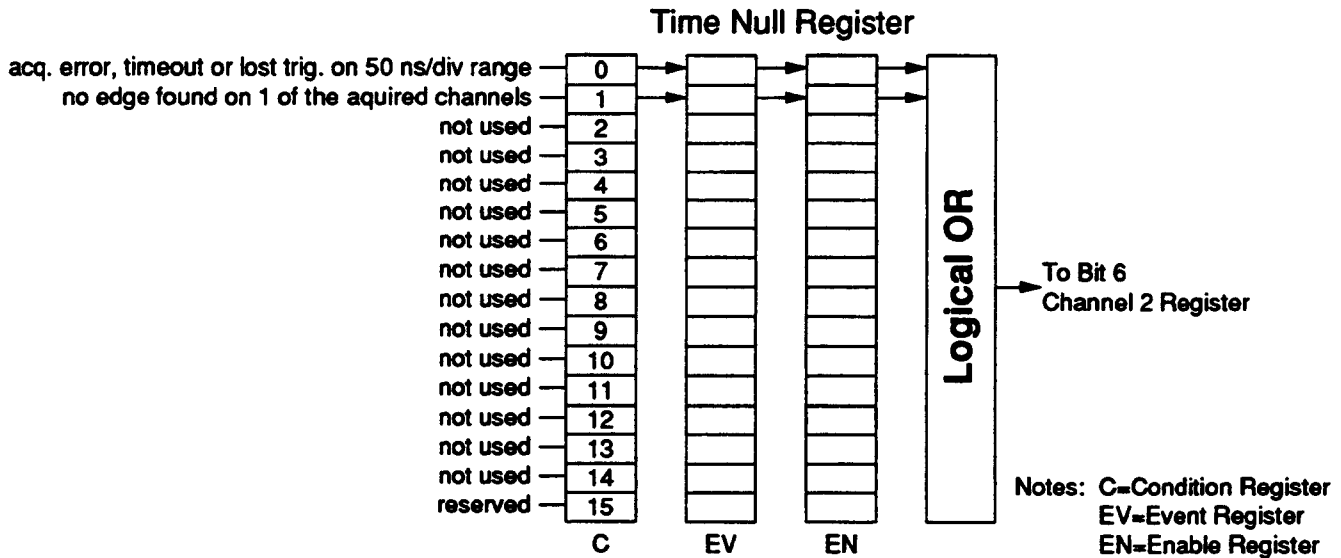 Time Null Register
acq. error, timeout or lost trig. on 50 ns/div range 0
no edge found on 1 of the aquired channels 1
not used 2
not used 3
not used 4
not used 5
not used 6
not used 7
not used 8
not used 9
not used 10
not used 11
not used 12
not used 13
not used 14
reserved 15
C EV EN
Logical OR
To Bit 6
Channel 2 Register
Notes: C=Condition Register
EV=Event Register
EN=Enable Register